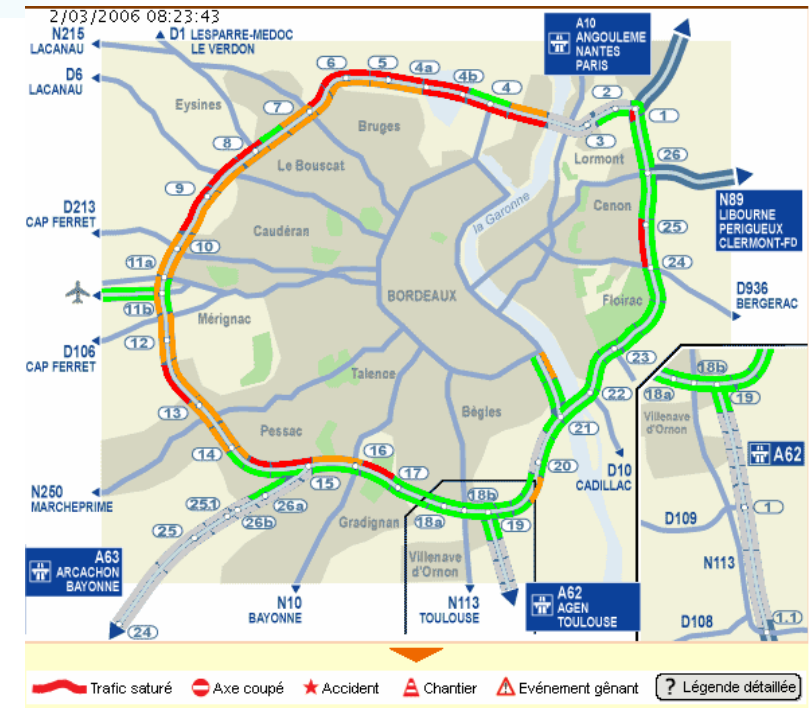 2/03/2006 08:23:43
N215
LACANAU
D1 LESPARRE-MEDOC
LE VERDON
A10
ANGOULEME
NANTES
PARIS
D6
LACANAU
6
5
4a
4b
4
2
1
3
7
Eysines
Bruges
8
Lormont
26
Le Bouscat
9
N89
LIBOURNE
PERIGUEUX
CLERMONT-FD
Cenon
la Garonne
D213
CAP FERRET
25
Caudéran
10
24
11a
BORDEAUX
Floirac
D936
BERGERAC
11b
Mérignac
12
D106
CAP FERRET
23
18b
Talence
22
18a
19
13
Bègles
Villenave
d'Ornon
21
Pessac
14
16
A62
20
D10
CADILLAC
15
17
N250
MARCHEPRIME
25.1
26a
18b
1
26b
Gradignan
18a
19
D109
25
Villenave
d'Ornon
N113
A63
ARCACHON
BAYONNE
N10
BAYONNE
N113
TOULOUSE
A62
AGEN
TOULOUSE
D108
1.1
24
Trafic saturé
Axe coupé
Accident
Chantier
Evénement gênant
? Légende détaillée